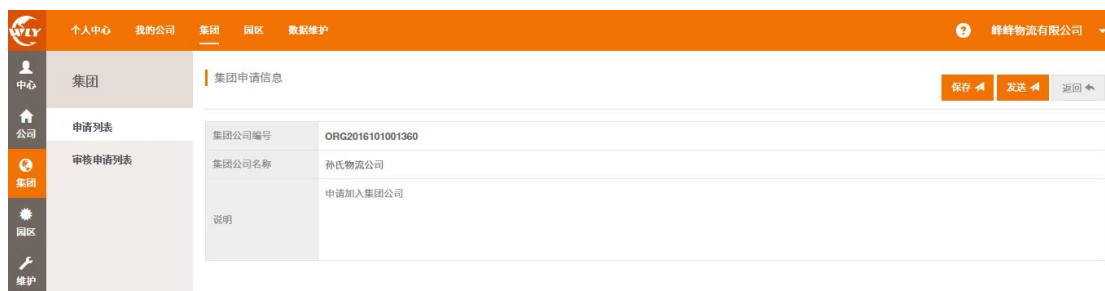 WLY
个人中心 我的公司 集团 园区 数据维护 ? 峰峰物流有限公司
中心
公司
集团
园区
维护
集团
申请列表
审核申请列表
集团申请信息
保存 发送 返回
集团公司编号 ORG2016101001360
集团公司名称 孙氏物流公司
说明 申请加入集团公司